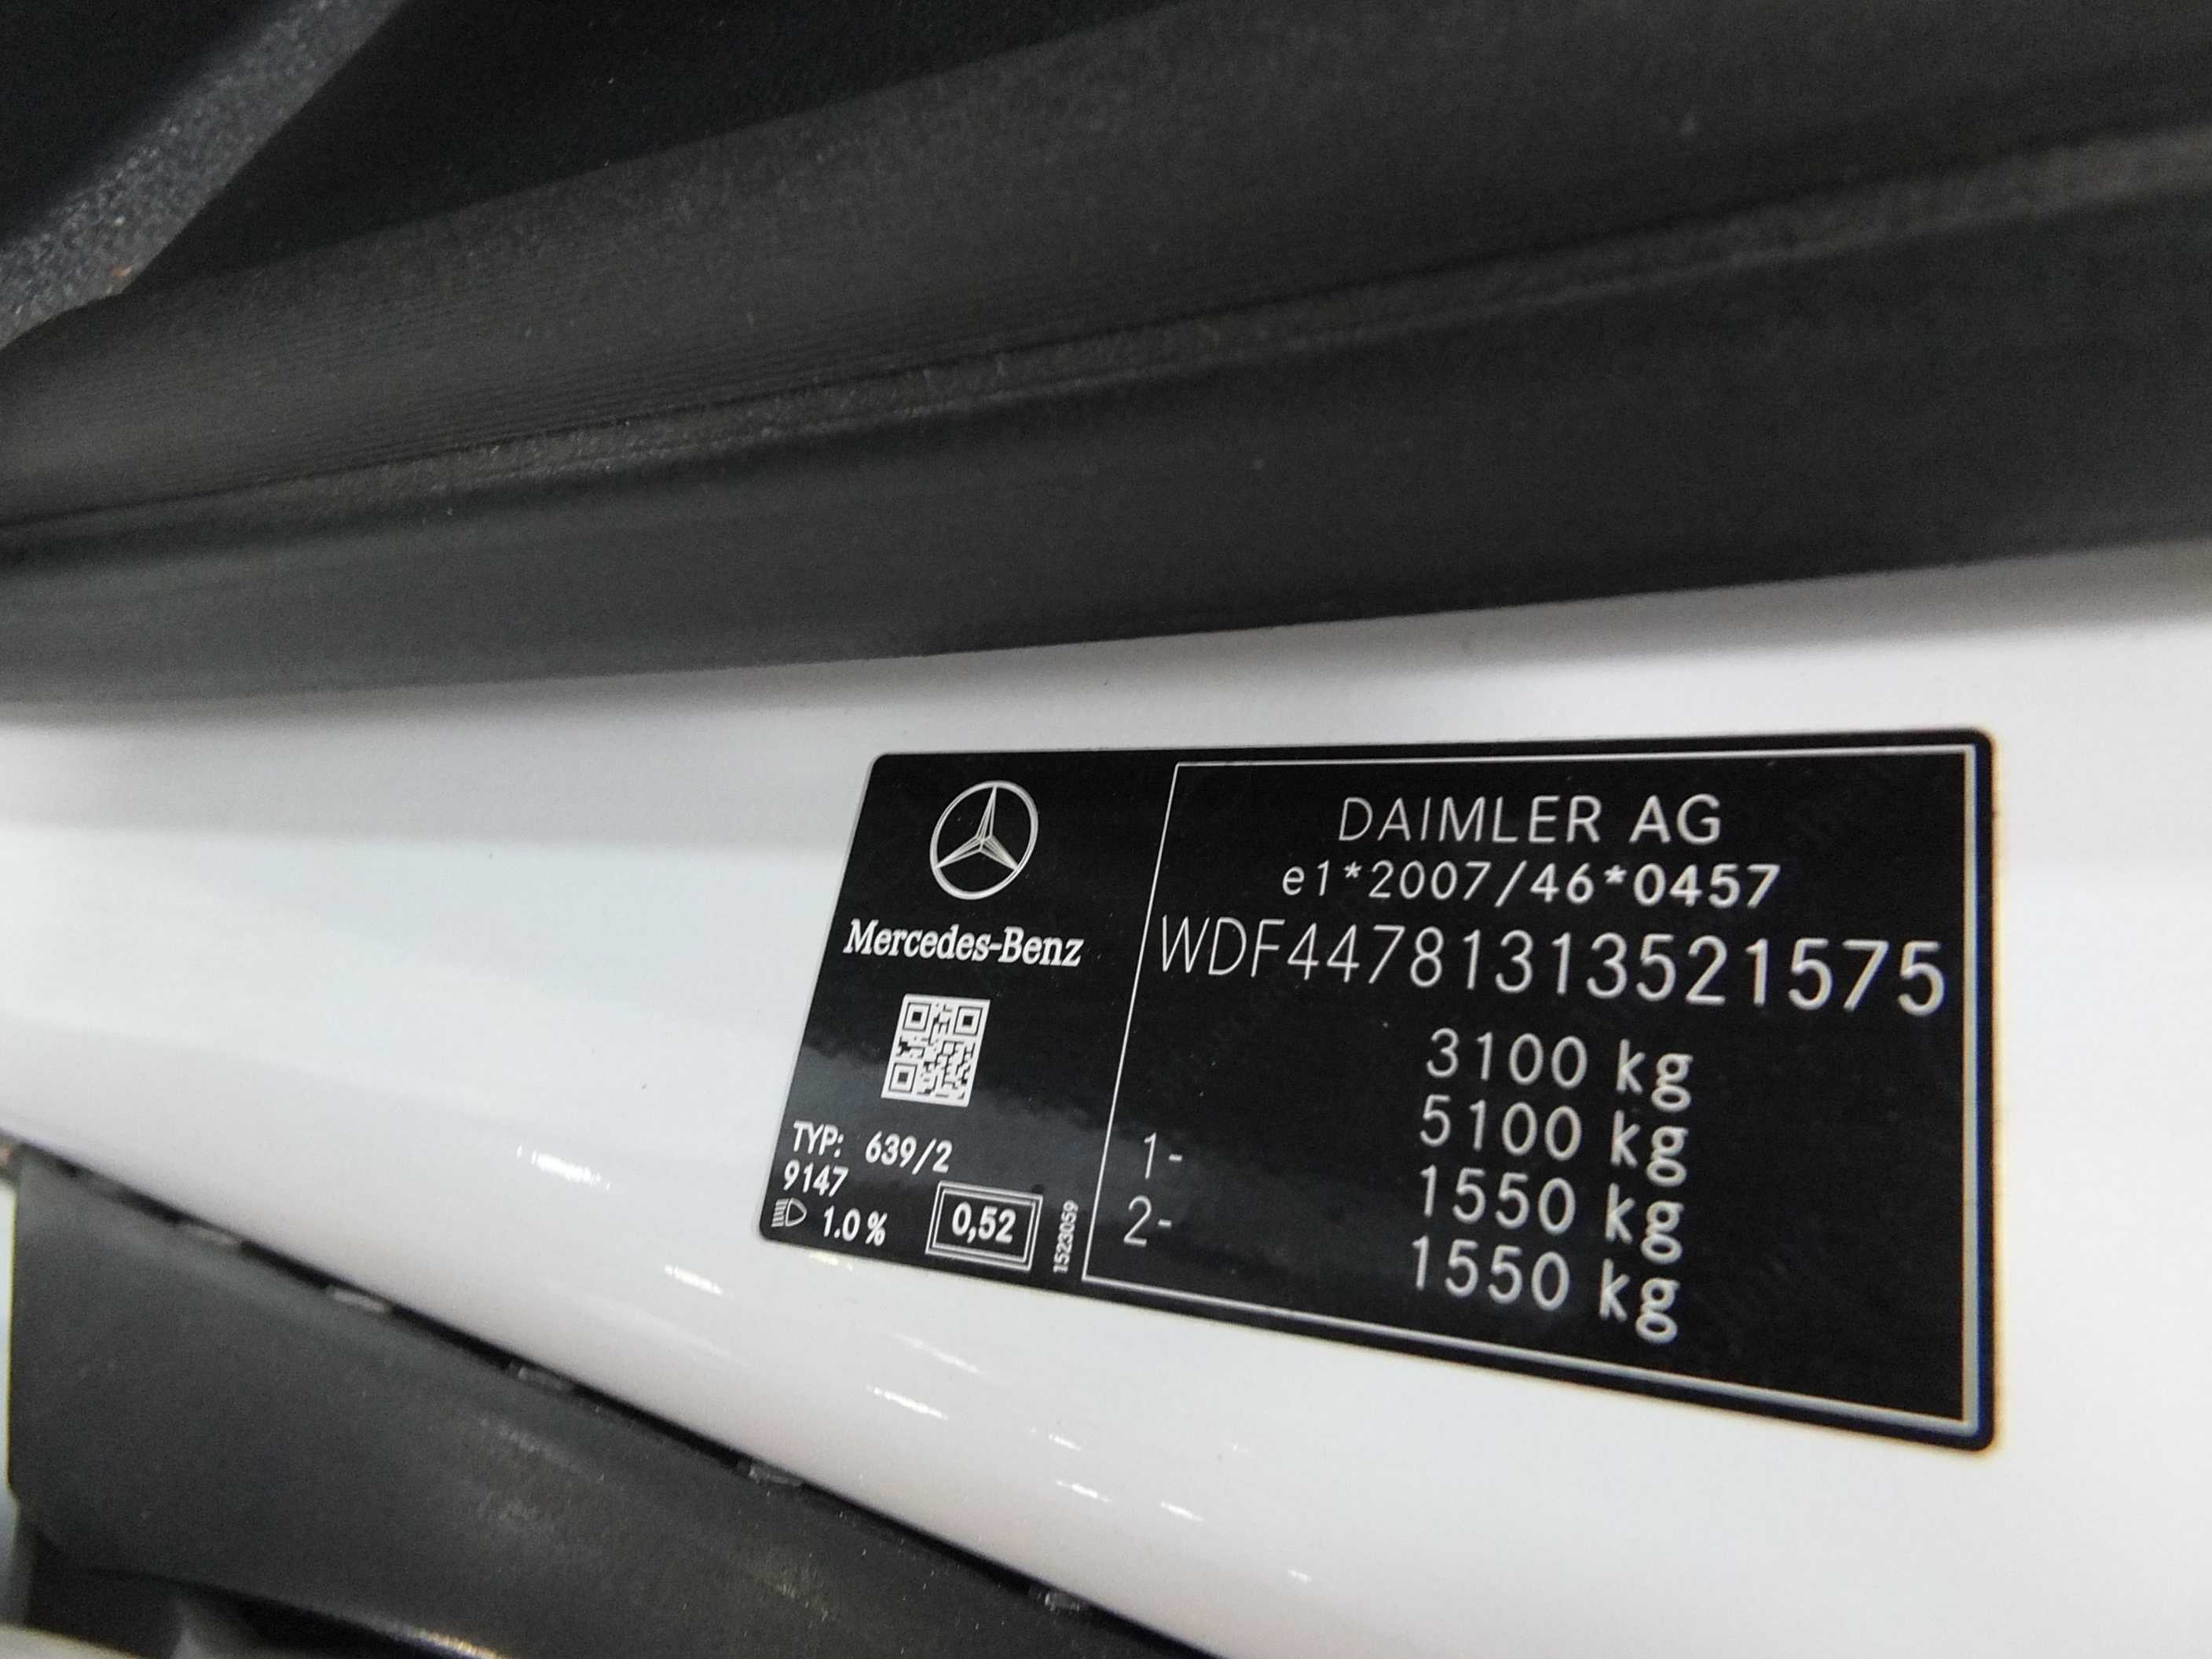 Mercedes-Benz
TYP: 639/2
9147
1.0%
0,52
1523059
DAIMLER AG
e1*2007/46*0457
WDF44781313521575
3100 kg
5100 kg
1- 1550 kg
2- 1550 kg